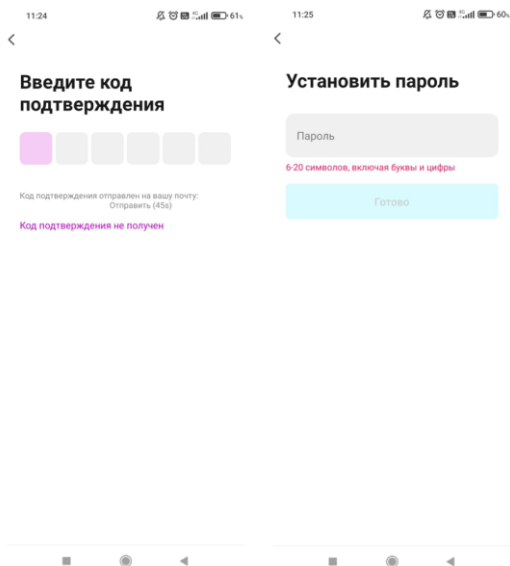 11:24
61%
Введите код
подтверждения
Код подтверждения отправлен на вашу почту:
Отправить (45s)
Код подтверждения не получен
11:25
60%
Установить пароль
Пароль
6-20 символов, включая буквы и цифры
Готово